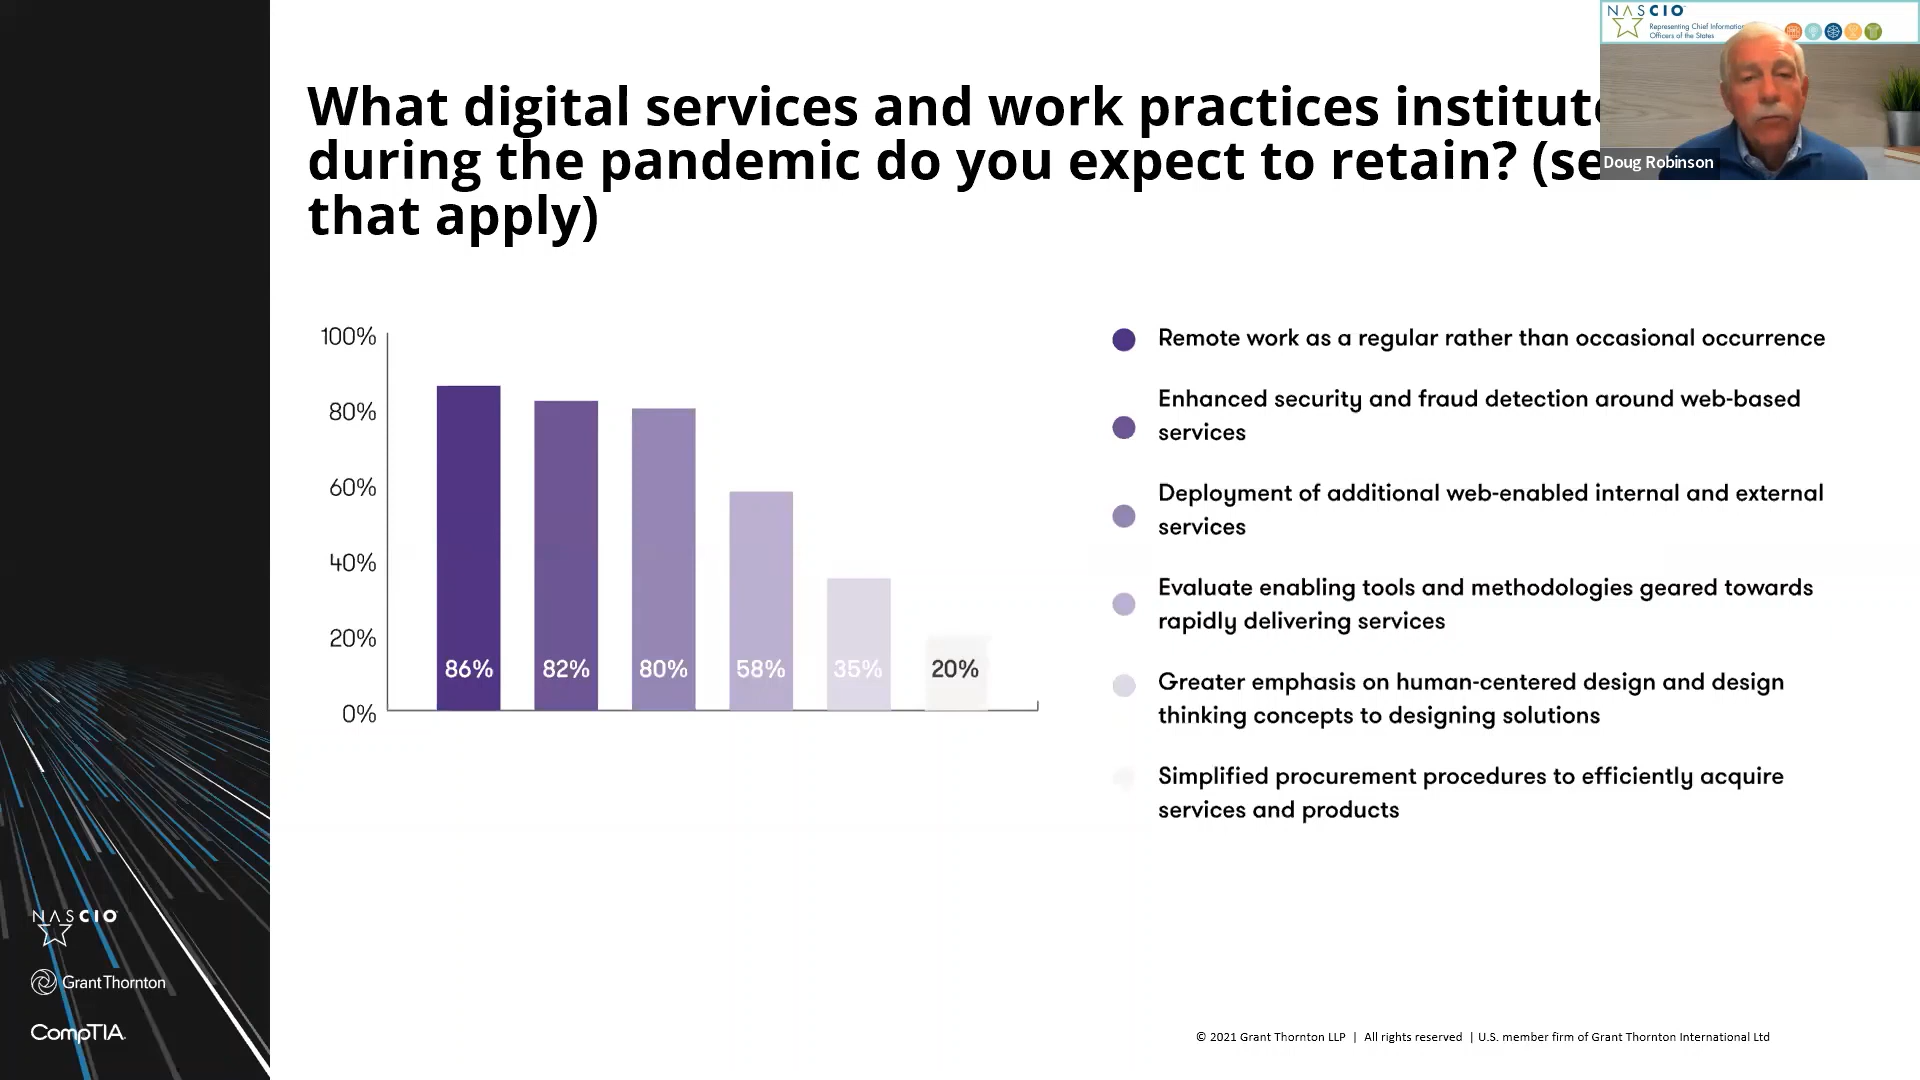 NASCIO
Representing Chief Information
Officers of the States
Doug Robinson
What digital services and work practices institute
during the pandemic do you expect to retain? (se
that apply)
100%
80%
60%
40%
20%
0%
86%
82%
80%
58%
35%
20%
Remote work as a regular rather than occasional occurrence
Enhanced security and fraud detection around web-based
services
Deployment of additional web-enabled internal and external
services
Evaluate enabling tools and methodologies geared towards
rapidly delivering services
Greater emphasis on human-centered design and design
thinking concepts to designing solutions
Simplified procurement procedures to efficiently acquire
services and products
NASCIO
GrantThornton
CompTIA
© 2021 Grant Thornton LLP | All rights reserved | U.S. member firm of Grant Thornton International Ltd